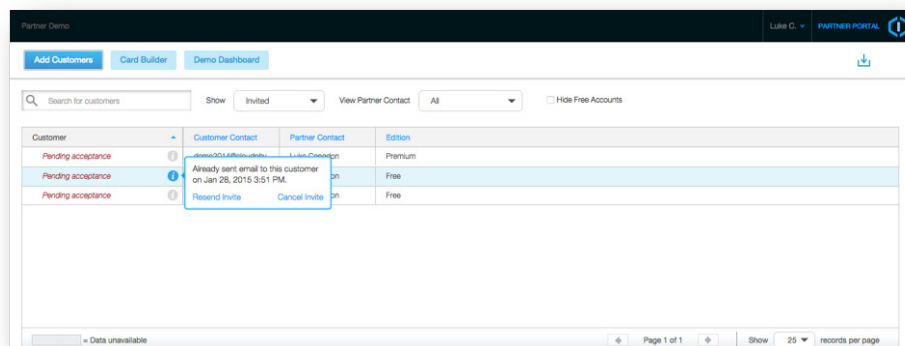 Partner Demo
Luke C.
PARTNER PORTAL
Add Customers
Card Builder
Demo Dashboard
Search for customers
Show
Invited
View Partner Contact
All
Hide Free Accounts
Customer
Customer Contact
Partner Contact
Edition
Pending acceptance
Premium
Pending acceptance
Free
Pending acceptance
Free
Already sent email to this customer
on Jan 28, 2015 3:51 PM.
Resend Invite
Cancel Invite
= Data unavailable
Page 1 of 1
Show
25
records per page